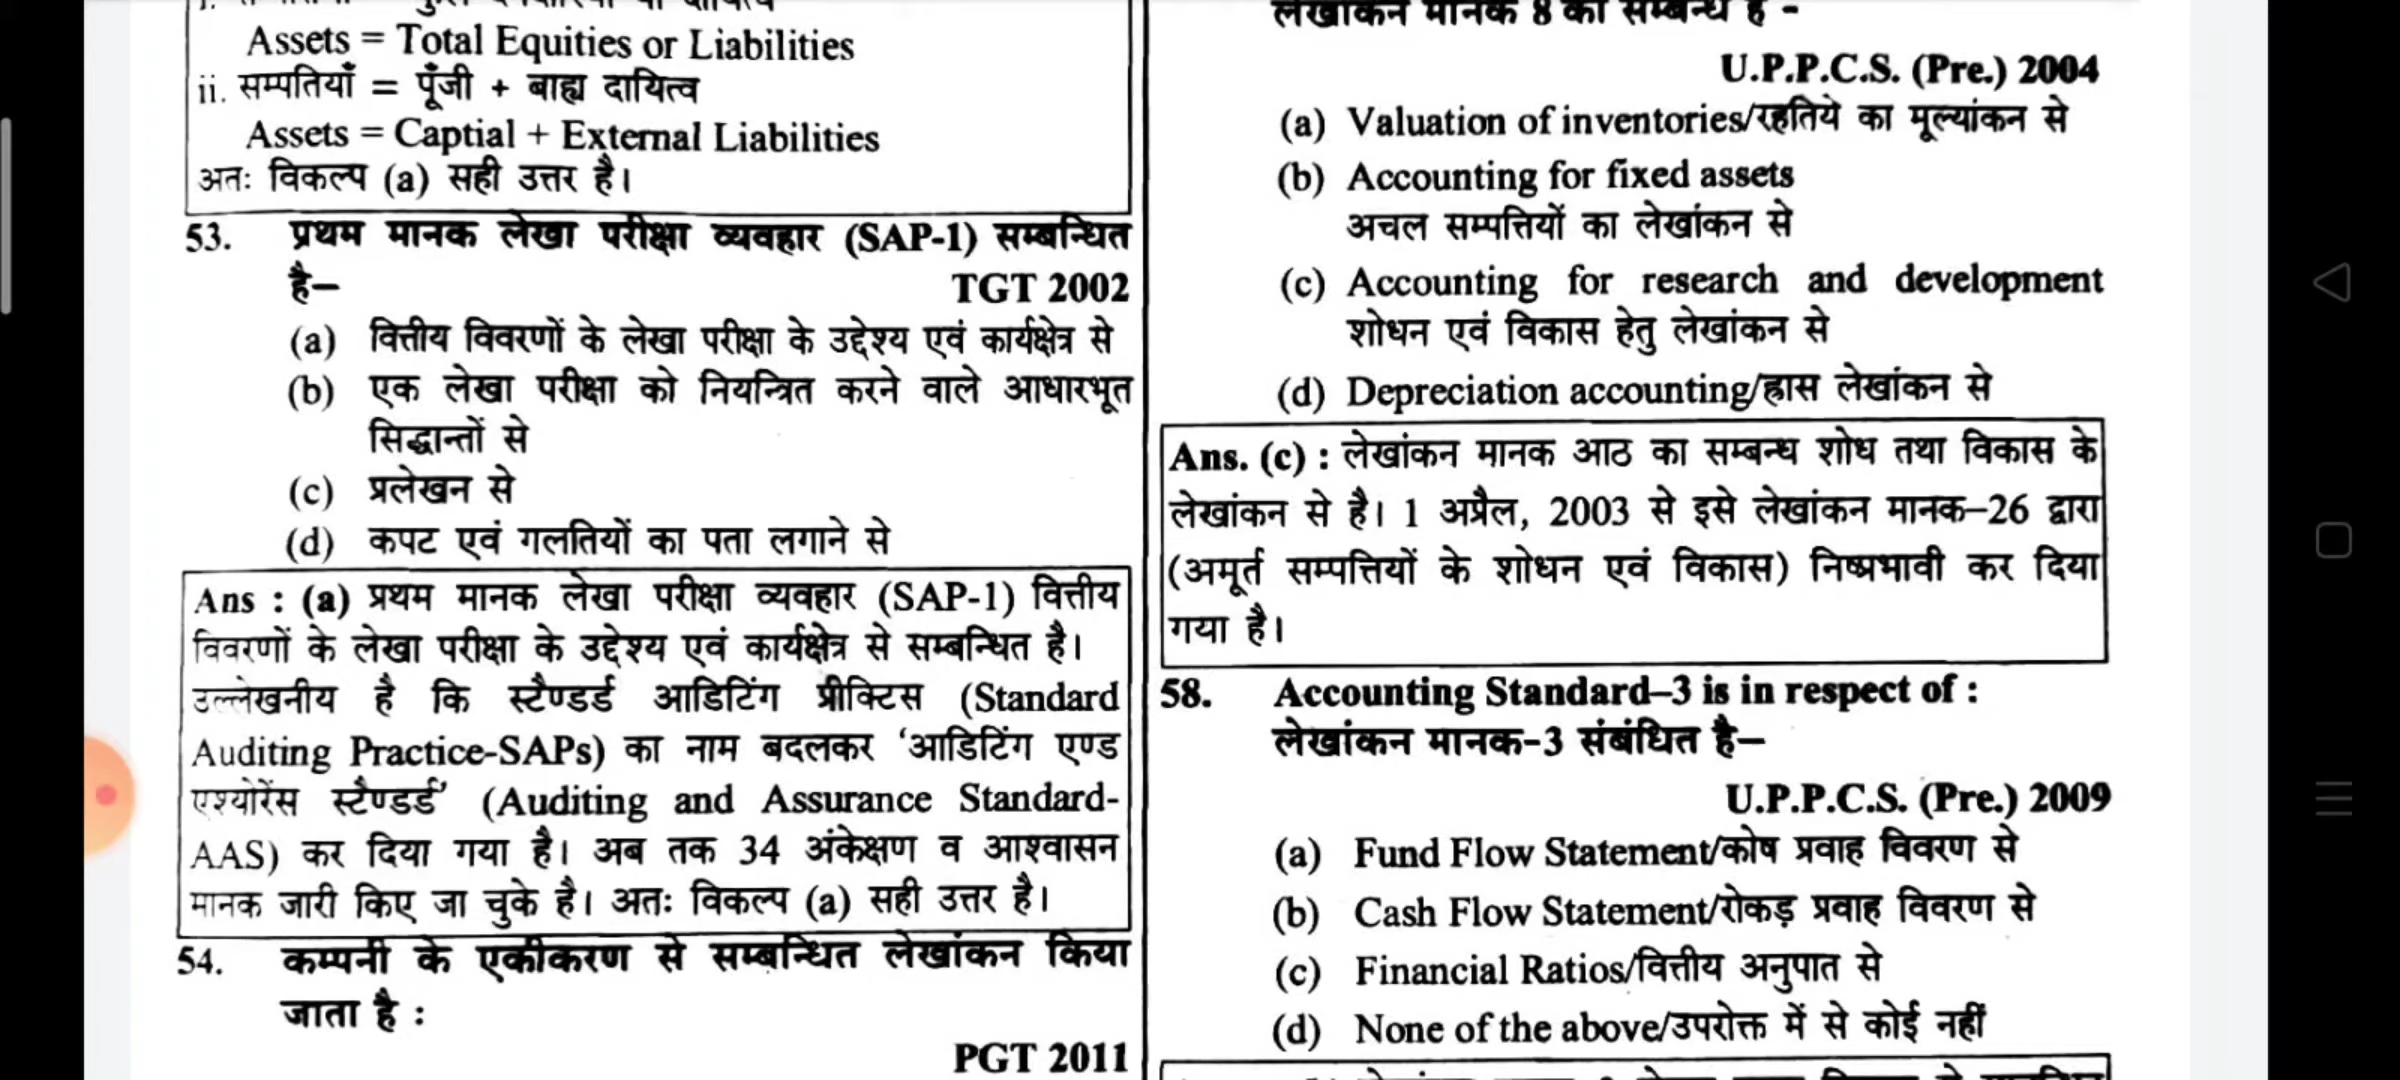 Assets = Total Equities or Liabilities
ii. सम्पतियाँ = पूँजी + बाह्य दायित्व
Assets = Captial + External Liabilities
अतः विकल्प (a) सही उत्तर है।
53. प्रथम मानक लेखा परीक्षा व्यवहार (SAP-1) सम्बन्धित
है–
TGT 2002
(a) वित्तीय विवरणों के लेखा परीक्षा के उद्देश्य एवं कार्यक्षेत्र से
(b) एक लेखा परीक्षा को नियन्त्रित करने वाले आधारभूत
सिद्धान्तों से
(c) प्रलेखन से
(d) कपट एवं गलतियों का पता लगाने से
Ans : (a) प्रथम मानक लेखा परीक्षा व्यवहार (SAP-1) वित्तीय
विवरणों के लेखा परीक्षा के उद्देश्य एवं कार्यक्षेत्र से सम्बन्धित है।
उल्लेखनीय है कि स्टैण्डर्ड आडिटिंग प्रीक्टिस (Standard
Auditing Practice-SAPs) का नाम बदलकर ‘आडिटिंग एण्ड
एश्योरेंस स्टैण्डर्ड’ (Auditing and Assurance Standard-
AAS) कर दिया गया है। अब तक 34 अंकेक्षण व आश्वासन
मानक जारी किए जा चुके है। अतः विकल्प (a) सही उत्तर है।
54. कम्पनी के एकीकरण से सम्बन्धित लेखांकन किया
जाता है :
PGT 2011
लेखांकन मानक 8 का सम्बन्ध है -
U.P.P.C.S. (Pre.) 2004
(a) Valuation of inventories/रहतिये का मूल्यांकन से
(b) Accounting for fixed assets
अचल सम्पत्तियों का लेखांकन से
(c) Accounting for research and development
शोधन एवं विकास हेतु लेखांकन से
(d) Depreciation accounting/ह्रास लेखांकन से
Ans. (c) : लेखांकन मानक आठ का सम्बन्ध शोध तथा विकास के
लेखांकन से है। 1 अप्रैल, 2003 से इसे लेखांकन मानक–26 द्वारा
(अमूर्त सम्पत्तियों के शोधन एवं विकास) निष्प्रभावी कर दिया
गया है।
58. Accounting Standard–3 is in respect of :
लेखांकन मानक-3 संबंधित है–
U.P.P.C.S. (Pre.) 2009
(a) Fund Flow Statement/कोष प्रवाह विवरण से
(b) Cash Flow Statement/रोकड़ प्रवाह विवरण से
(c) Financial Ratios/वित्तीय अनुपात से
(d) None of the above/उपरोक्त में से कोई नहीं